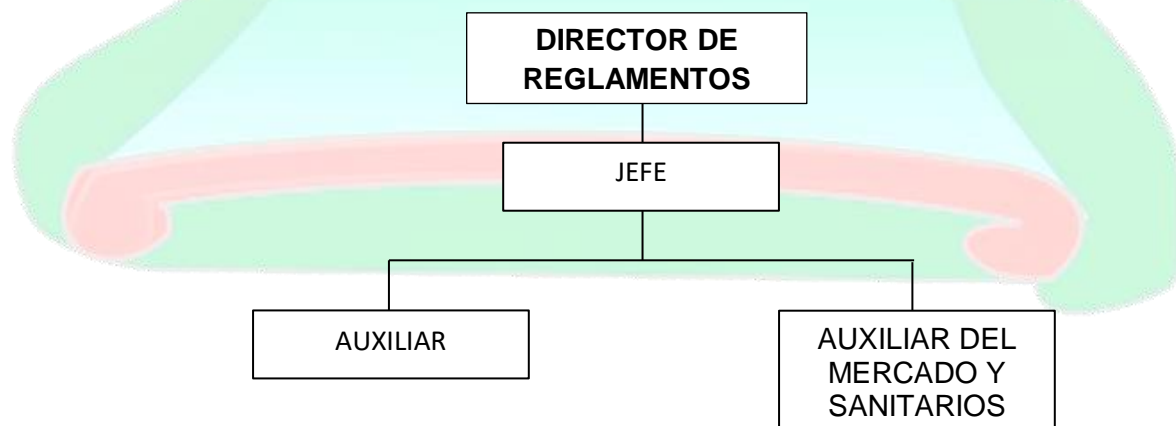 DIRECTOR DE
REGLAMENTOS
JEFE
AUXILIAR
AUXILIAR DEL
MERCADO Y
SANITARIOS